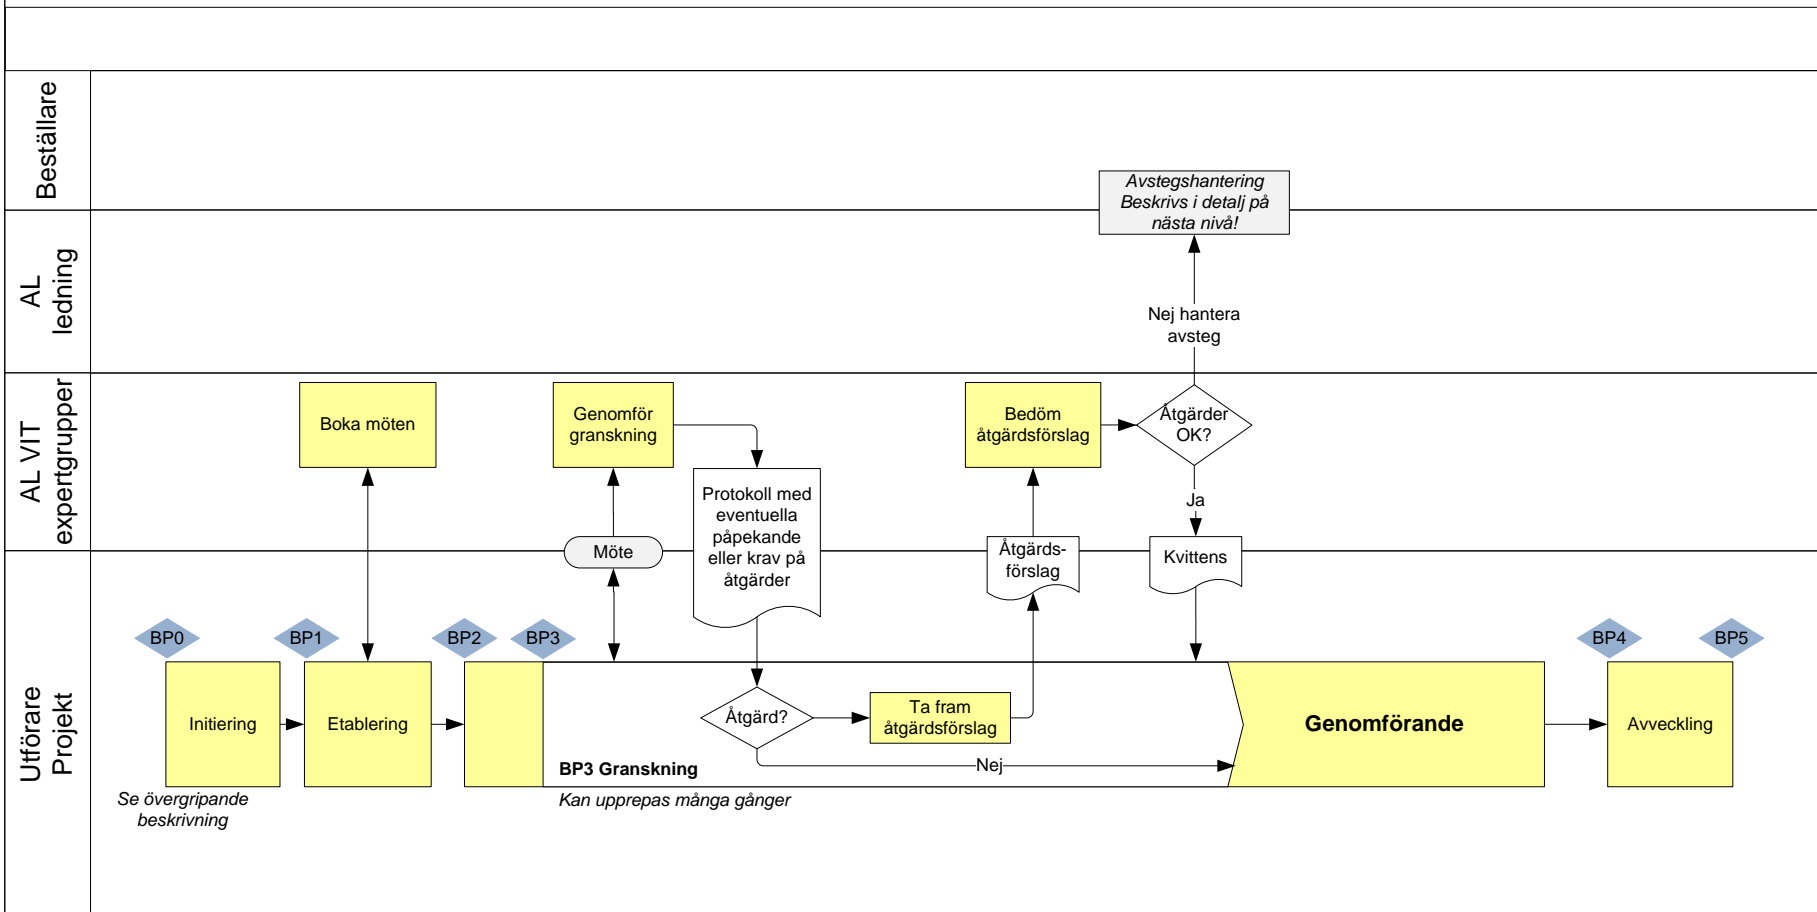 Beställare
Avstegshantering
Beskrivs i detalj på
nästa nivå!
AL
ledning
Nej hantera
avsteg
AL VIT
expertgrupper
Boka möten
Genomför
granskning
Protokoll med
eventuella
påpekande
eller krav på
åtgärder
Bedöm
åtgärdsförslag
Åtgärder
OK?
Ja
Möte
Åtgärds-
förslag
Kvittens
Utförare
Projekt
BP0
BP1
BP2
BP3
BP4
BP5
Initiering
Etablering
Åtgärd?
Ta fram
åtgärdsförslag
Nej
BP3 Granskning
Genomförande
Avveckling
Se övergripande
beskrivning
Kan upprepas många gånger